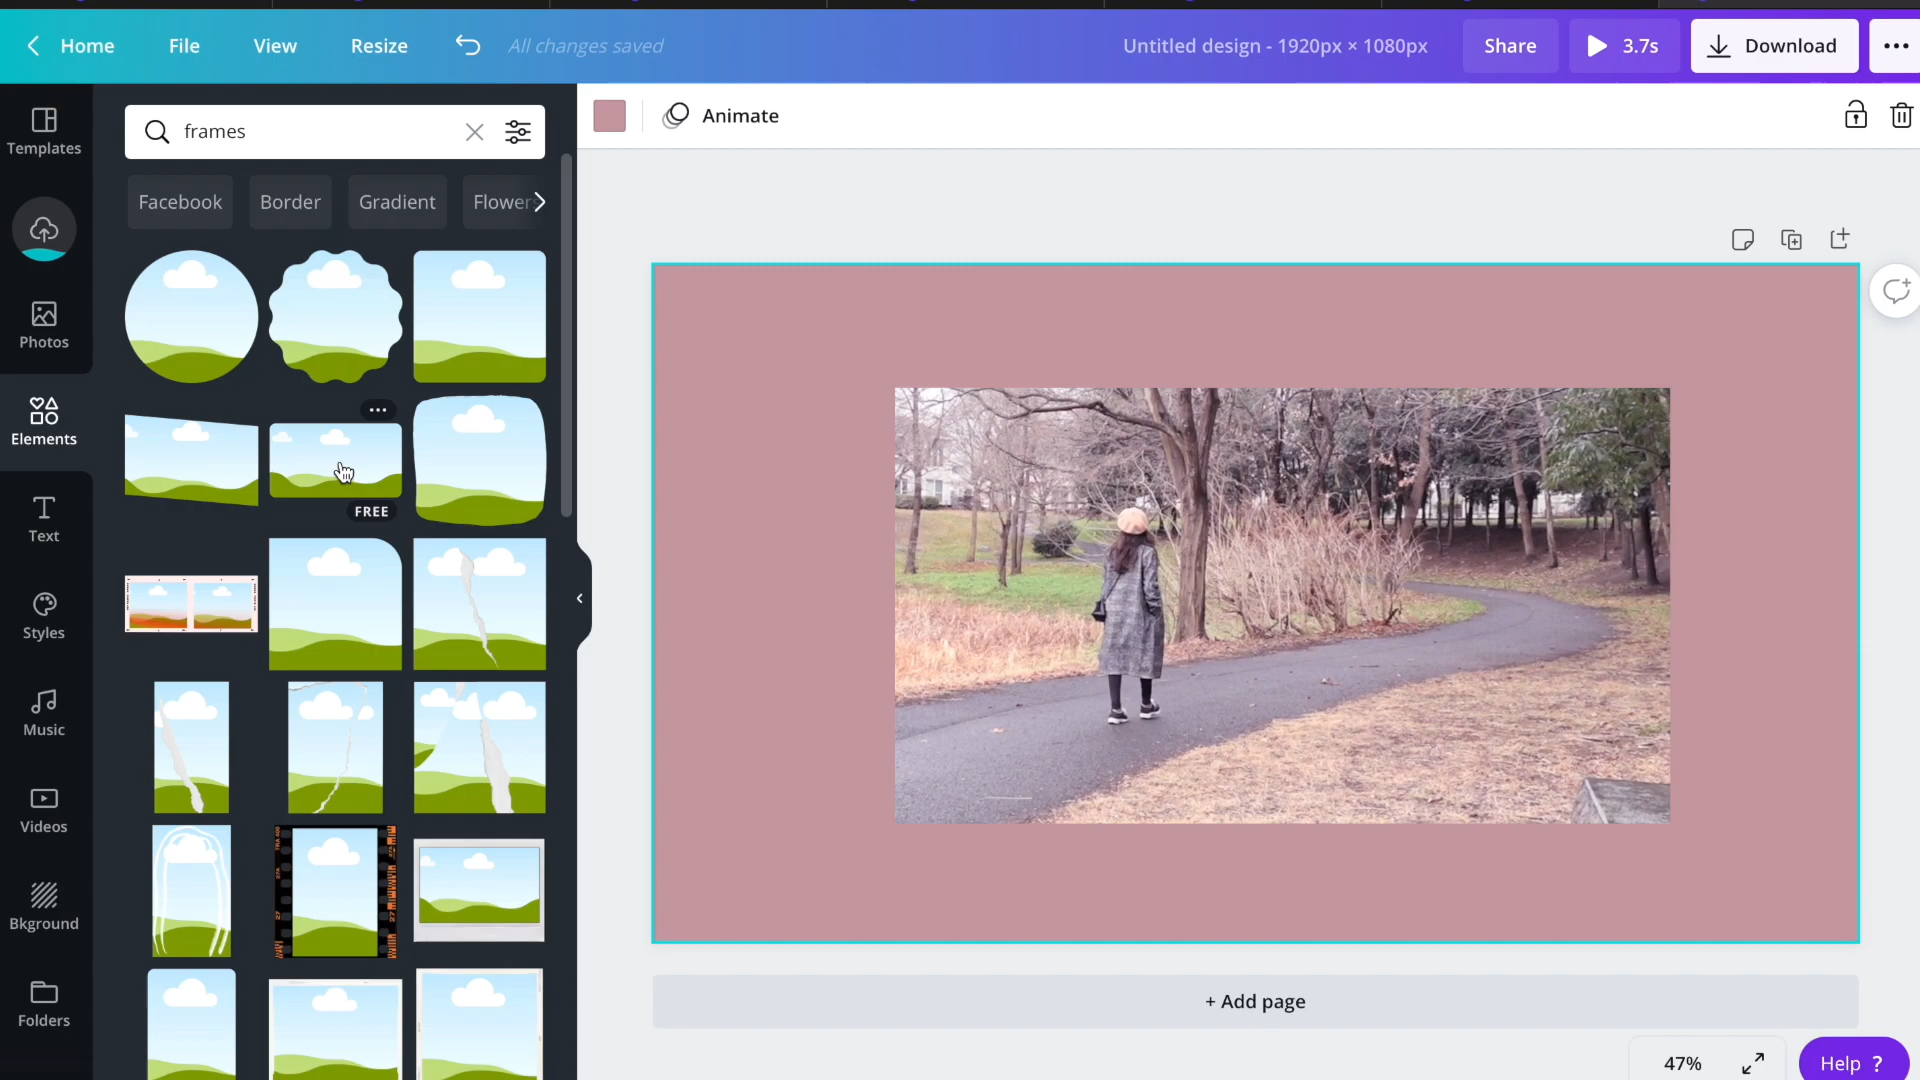 Home
File
View
Resize
All changes saved
Untitled design - 1920px × 1080px
Share
3.7s
Download
Templates
Photos
Elements
Text
Styles
Music
Videos
Bkground
Folders
frames
Facebook
Border
Gradient
Flower
FREE
Animate
+ Add page
47%
Help ?